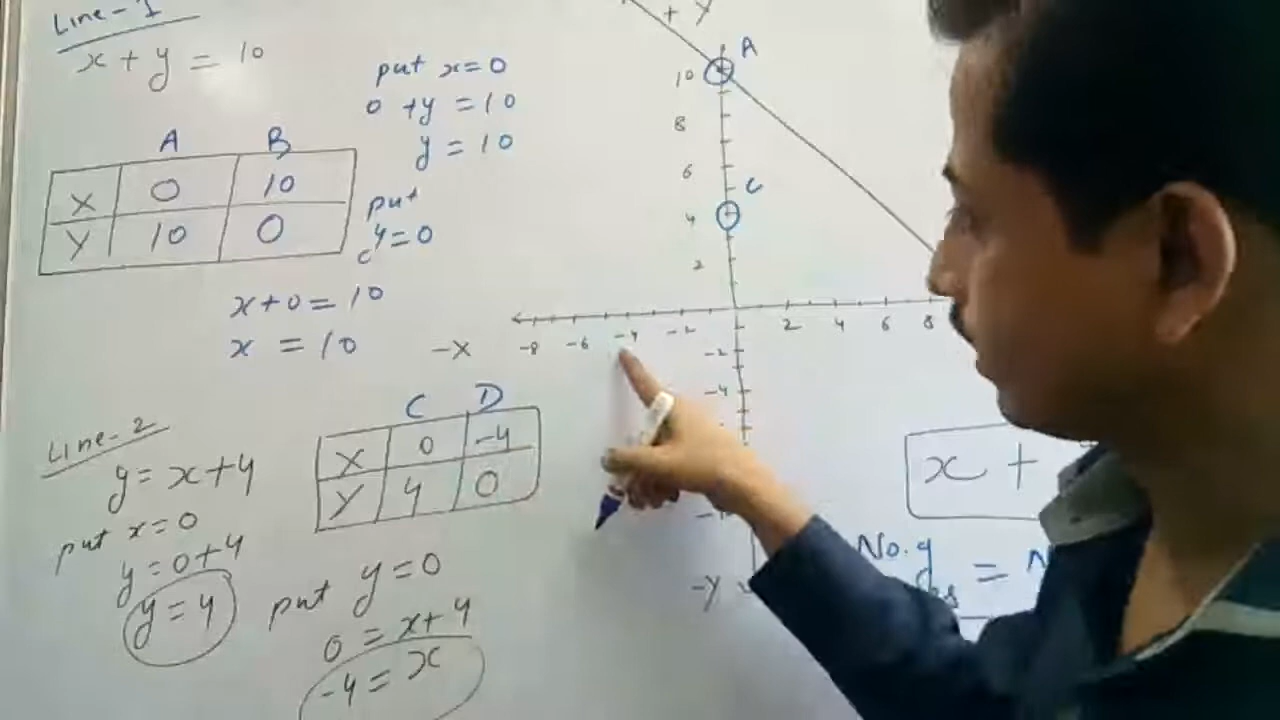 Line-1
x + y = 10
put x=0
0 +y =10
y = 10
A B
X 0 10
Y 10 0
put
y=0
x+0=10
x = 10
Line-2
y= x+4
put x=0
y=0+4
y=4
C D
X 0 -4
Y 4 0
put y=0
0 = x+4
-4= x
+ Y
A
10
8
6
C
4
2
-X -8 -6 -4 -2 2 4 6 8
-2
-4
-Y
x +
No. of
=